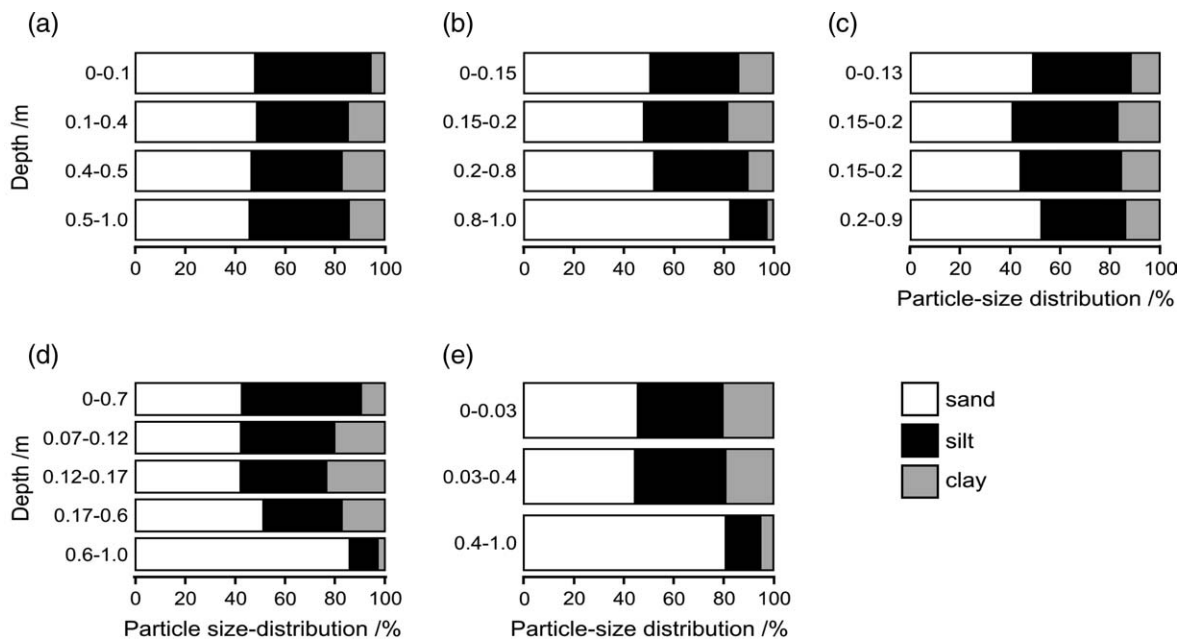 (a)
Depth /m
0-0.1
0.1-0.4
0.4-0.5
0.5-1.0
0 20 40 60 80 100
(b)
0-0.15
0.15-0.2
0.2-0.8
0.8-1.0
0 20 40 60 80 100
(c)
0-0.13
0.15-0.2
0.15-0.2
0.2-0.9
0 20 40 60 80 100
Particle-size distribution /%
(d)
Depth /m
0-0.7
0.07-0.12
0.12-0.17
0.17-0.6
0.6-1.0
0 20 40 60 80 100
Particle size-distribution /%
(e)
0-0.03
0.03-0.4
0.4-1.0
0 20 40 60 80 100
Particle-size distribution /%
sand
silt
clay